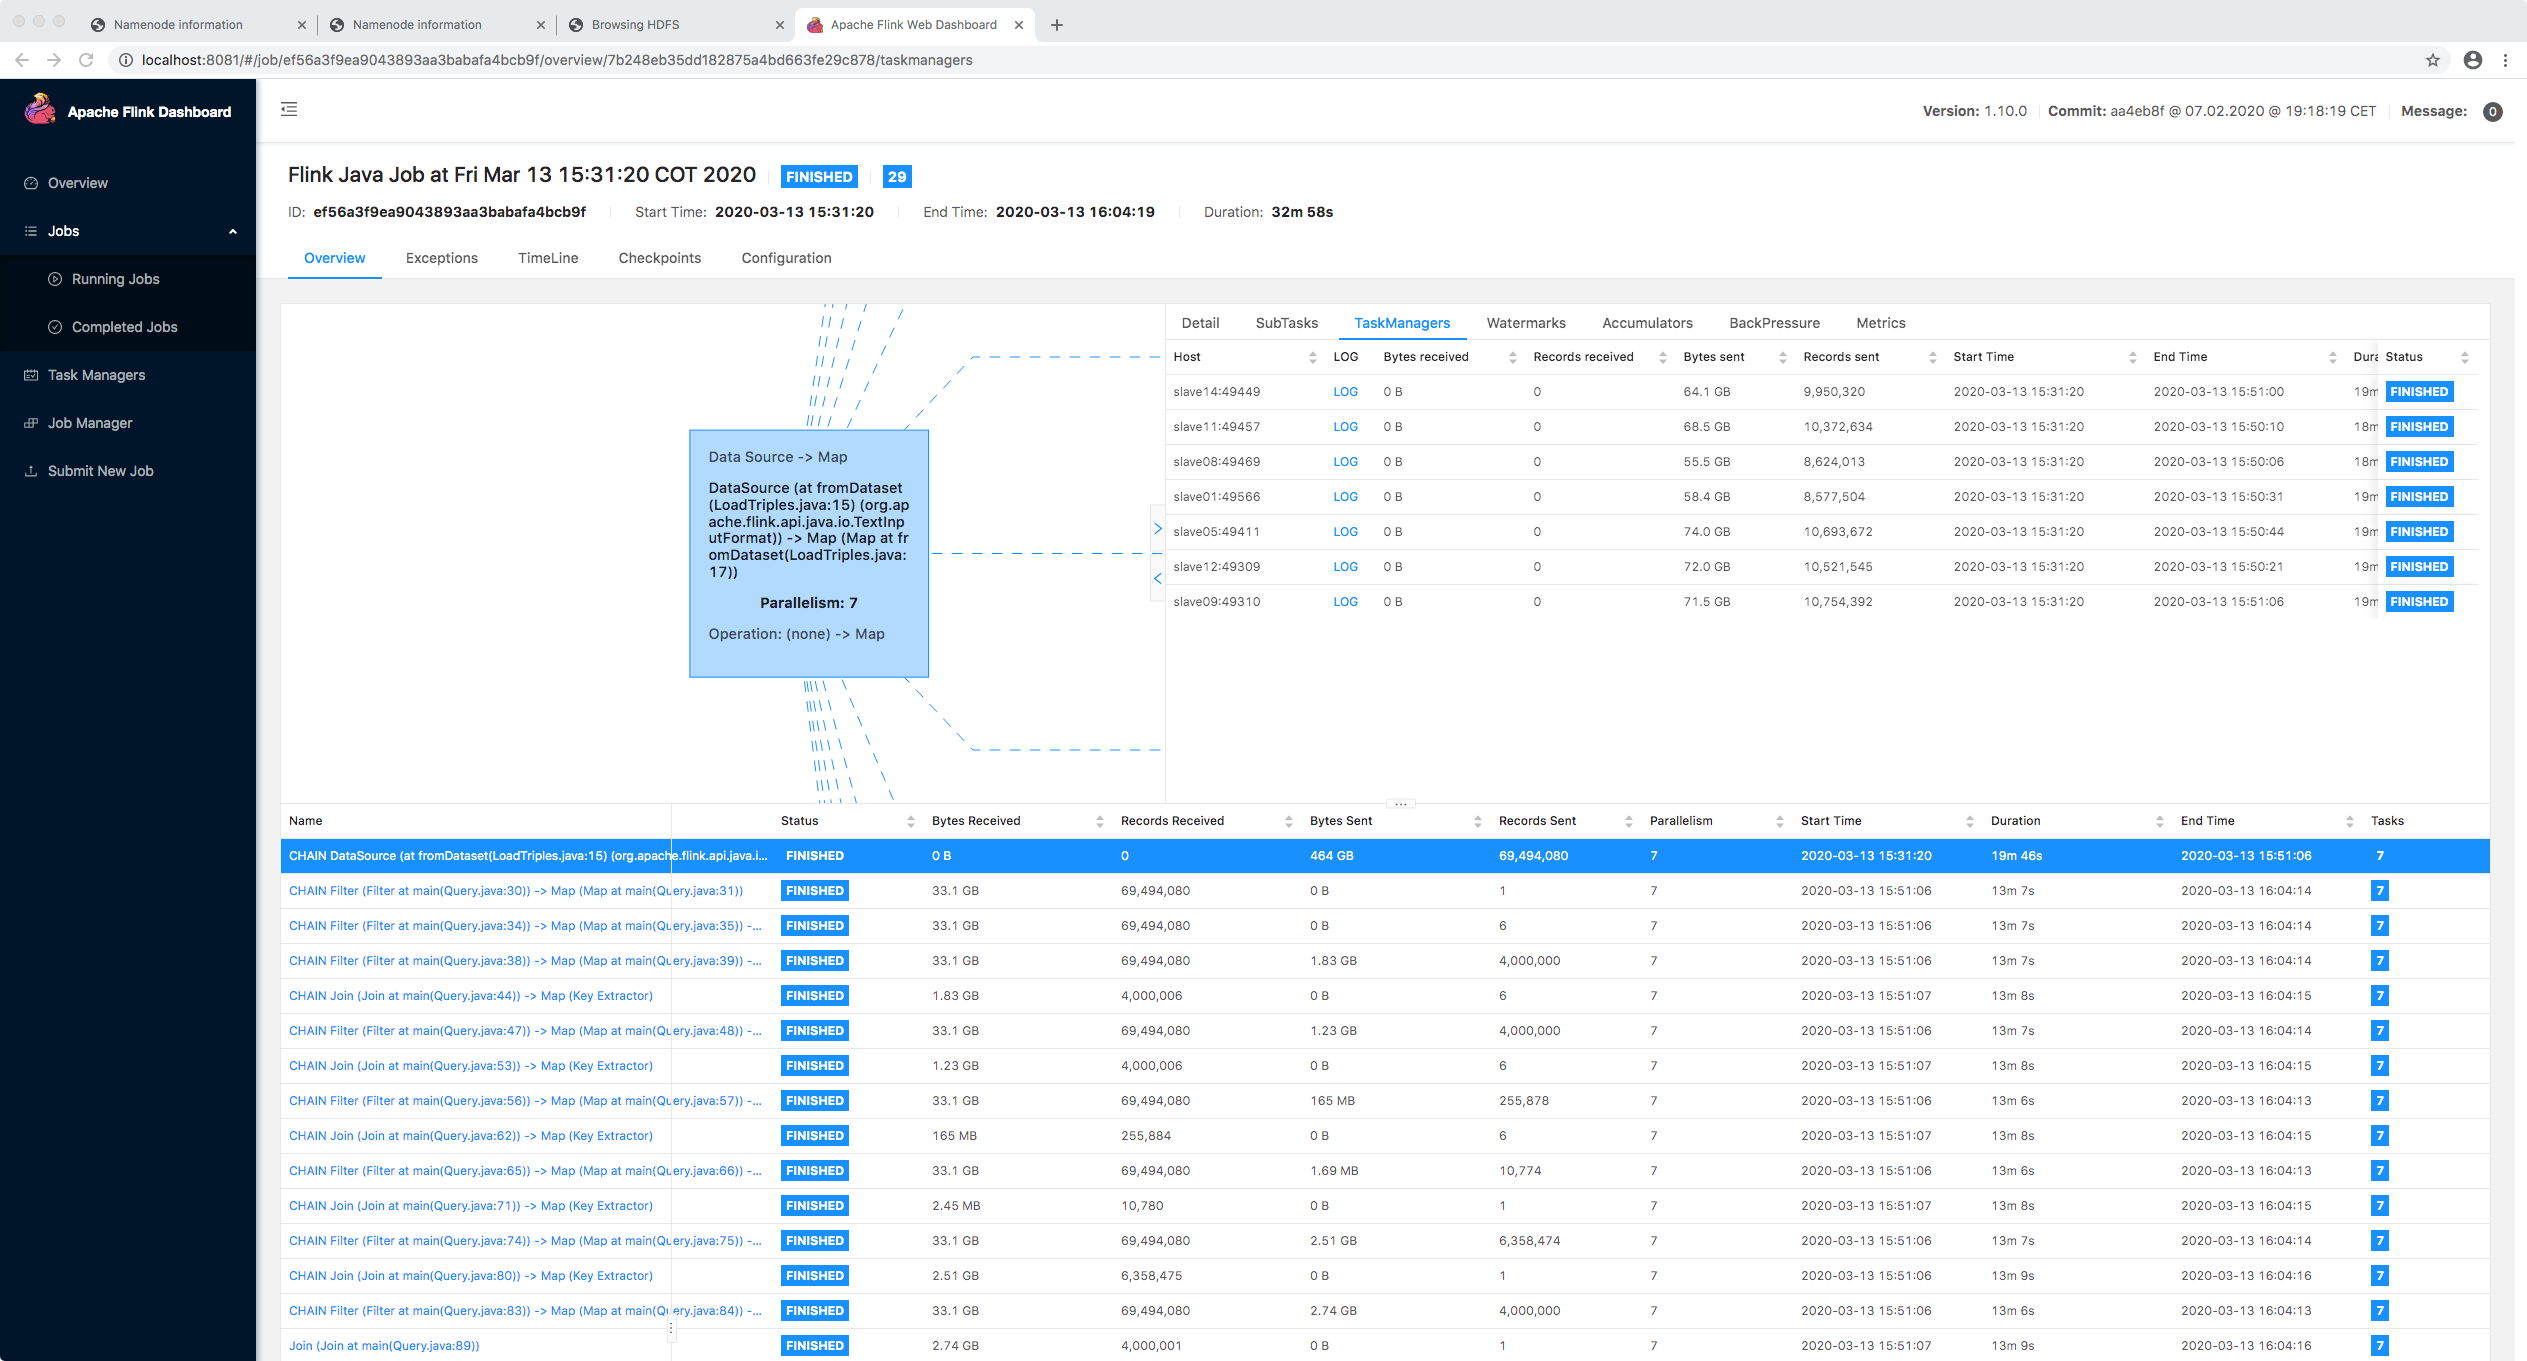 Namenode information
Namenode information
Browsing HDFS
Apache Flink Web Dashboard
localhost:8081/#/job/ef56a3f9ea9043893aa3babafa4bcb9f/overview/7b248eb35dd182875a4bd663fe29c878/taskmanagers
Apache Flink Dashboard
Version: 1.10.0 Commit: aa4eb8f @ 07.02.2020 @ 19:18:19 CET Message: 0
Overview
Jobs
Running Jobs
Completed Jobs
Task Managers
Job Manager
Submit New Job
Flink Java Job at Fri Mar 13 15:31:20 COT 2020 FINISHED 29
ID: ef56a3f9ea9043893aa3babafa4bcb9f Start Time: 2020-03-13 15:31:20 End Time: 2020-03-13 16:04:19 Duration: 32m 58s
Overview Exceptions TimeLine Checkpoints Configuration
Data Source -> Map
DataSource (at fromDataset
(LoadTriples.java:15) (org.ap
ache.flink.api.java.io.TextInp
utFormat)) -> Map (Map at fr
omDataset(LoadTriples.java:
17))
Parallelism: 7
Operation: (none) -> Map
Detail SubTasks TaskManagers Watermarks Accumulators BackPressure Metrics
Host LOG Bytes received Records received Bytes sent Records sent Start Time End Time Dura Status
slave14:49449 LOG 0 B 0 64.1 GB 9,950,320 2020-03-13 15:31:20 2020-03-13 15:51:00 19m FINISHED
slave11:49457 LOG 0 B 0 68.5 GB 10,372,634 2020-03-13 15:31:20 2020-03-13 15:50:10 18m FINISHED
slave08:49469 LOG 0 B 0 55.5 GB 8,624,013 2020-03-13 15:31:20 2020-03-13 15:50:06 18m FINISHED
slave01:49566 LOG 0 B 0 58.4 GB 8,577,504 2020-03-13 15:31:20 2020-03-13 15:50:31 19m FINISHED
slave05:49411 LOG 0 B 0 74.0 GB 10,693,672 2020-03-13 15:31:20 2020-03-13 15:50:44 19m FINISHED
slave12:49309 LOG 0 B 0 72.0 GB 10,521,545 2020-03-13 15:31:20 2020-03-13 15:50:21 19m FINISHED
slave09:49310 LOG 0 B 0 71.5 GB 10,754,392 2020-03-13 15:31:20 2020-03-13 15:51:06 19m FINISHED
Name Status Bytes Received Records Received Bytes Sent Records Sent Parallelism Start Time Duration End Time Tasks
CHAIN DataSource (at fromDataset(LoadTriples.java:15) (org.apache.flink.api.java.i... FINISHED 0 B 0 464 GB 69,494,080 7 2020-03-13 15:31:20 19m 46s 2020-03-13 15:51:06 7
CHAIN Filter (Filter at main(Query.java:30)) -> Map (Map at main(Query.java:31)) FINISHED 33.1 GB 69,494,080 0 B 1 7 2020-03-13 15:51:06 13m 7s 2020-03-13 16:04:14 7
CHAIN Filter (Filter at main(Query.java:34)) -> Map (Map at main(Query.java:35)) -... FINISHED 33.1 GB 69,494,080 0 B 6 7 2020-03-13 15:51:06 13m 7s 2020-03-13 16:04:14 7
CHAIN Filter (Filter at main(Query.java:38)) -> Map (Map at main(Query.java:39)) -... FINISHED 33.1 GB 69,494,080 1.83 GB 4,000,000 7 2020-03-13 15:51:06 13m 7s 2020-03-13 16:04:14 7
CHAIN Join (Join at main(Query.java:44)) -> Map (Key Extractor) FINISHED 1.83 GB 4,000,006 0 B 6 7 2020-03-13 15:51:07 13m 8s 2020-03-13 16:04:15 7
CHAIN Filter (Filter at main(Query.java:47)) -> Map (Map at main(Query.java:48)) -... FINISHED 33.1 GB 69,494,080 1.23 GB 4,000,000 7 2020-03-13 15:51:06 13m 7s 2020-03-13 16:04:14 7
CHAIN Join (Join at main(Query.java:53)) -> Map (Key Extractor) FINISHED 1.23 GB 4,000,006 0 B 6 7 2020-03-13 15:51:07 13m 8s 2020-03-13 16:04:15 7
CHAIN Filter (Filter at main(Query.java:56)) -> Map (Map at main(Query.java:57)) -... FINISHED 33.1 GB 69,494,080 165 MB 255,878 7 2020-03-13 15:51:06 13m 6s 2020-03-13 16:04:13 7
CHAIN Join (Join at main(Query.java:62)) -> Map (Key Extractor) FINISHED 165 MB 255,884 0 B 6 7 2020-03-13 15:51:07 13m 8s 2020-03-13 16:04:15 7
CHAIN Filter (Filter at main(Query.java:65)) -> Map (Map at main(Query.java:66)) -... FINISHED 33.1 GB 69,494,080 1.69 MB 10,774 7 2020-03-13 15:51:06 13m 6s 2020-03-13 16:04:13 7
CHAIN Join (Join at main(Query.java:71)) -> Map (Key Extractor) FINISHED 2.45 MB 10,780 0 B 1 7 2020-03-13 15:51:07 13m 8s 2020-03-13 16:04:15 7
CHAIN Filter (Filter at main(Query.java:74)) -> Map (Map at main(Query.java:75)) -... FINISHED 33.1 GB 69,494,080 2.51 GB 6,358,474 7 2020-03-13 15:51:06 13m 7s 2020-03-13 16:04:14 7
CHAIN Join (Join at main(Query.java:80)) -> Map (Key Extractor) FINISHED 2.51 GB 6,358,475 0 B 1 7 2020-03-13 15:51:06 13m 9s 2020-03-13 16:04:16 7
CHAIN Filter (Filter at main(Query.java:83)) -> Map (Map at main(Query.java:84)) -... FINISHED 33.1 GB 69,494,080 2.74 GB 4,000,000 7 2020-03-13 15:51:06 13m 6s 2020-03-13 16:04:13 7
Join (Join at main(Query.java:89)) FINISHED 2.74 GB 4,000,001 0 B 1 7 2020-03-13 15:51:07 13m 9s 2020-03-13 16:04:16 7